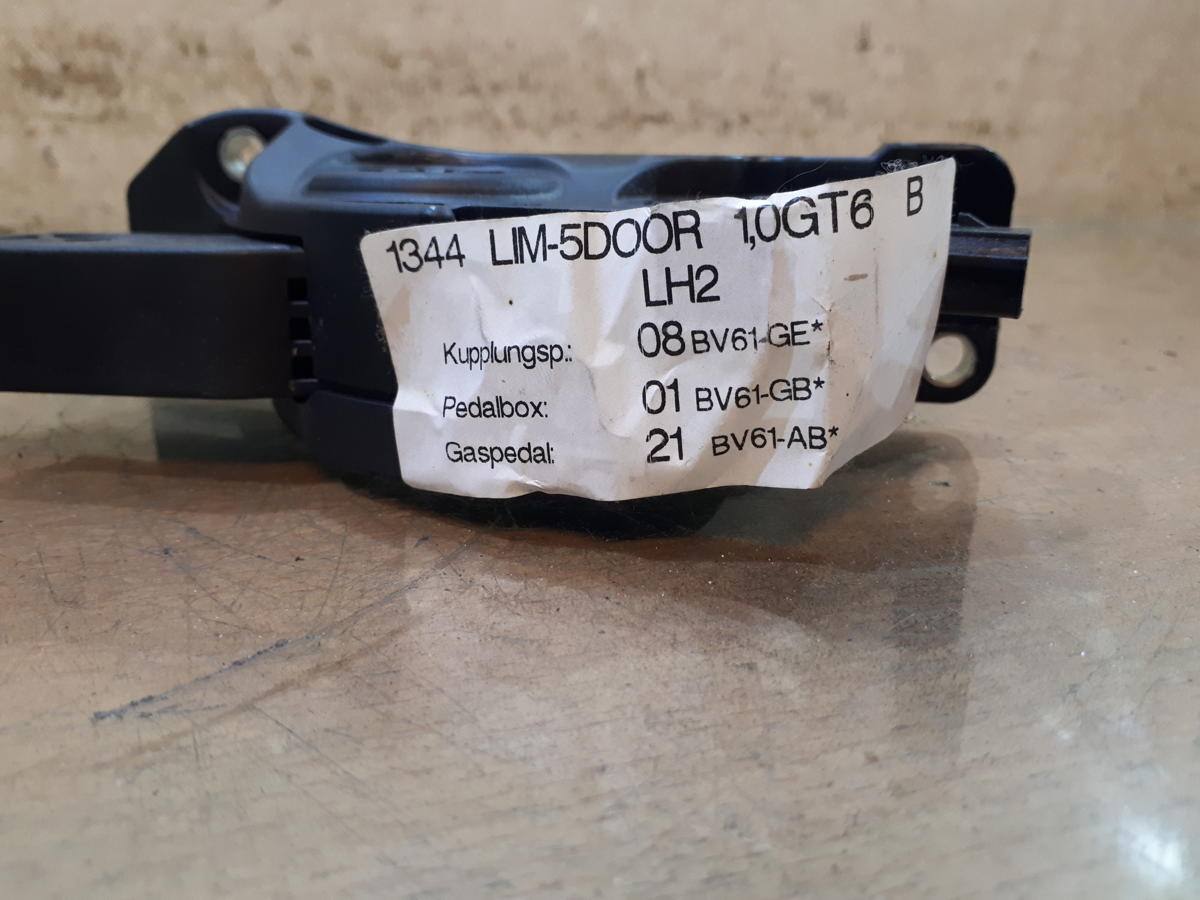 1344 LIM-5DOOR 1,0GT6 B
LH2
Kupplungsp.: 08 BV61-GE*
Pedalbox: 01 BV61-GB*
Gaspedal: 21 BV61-AB*